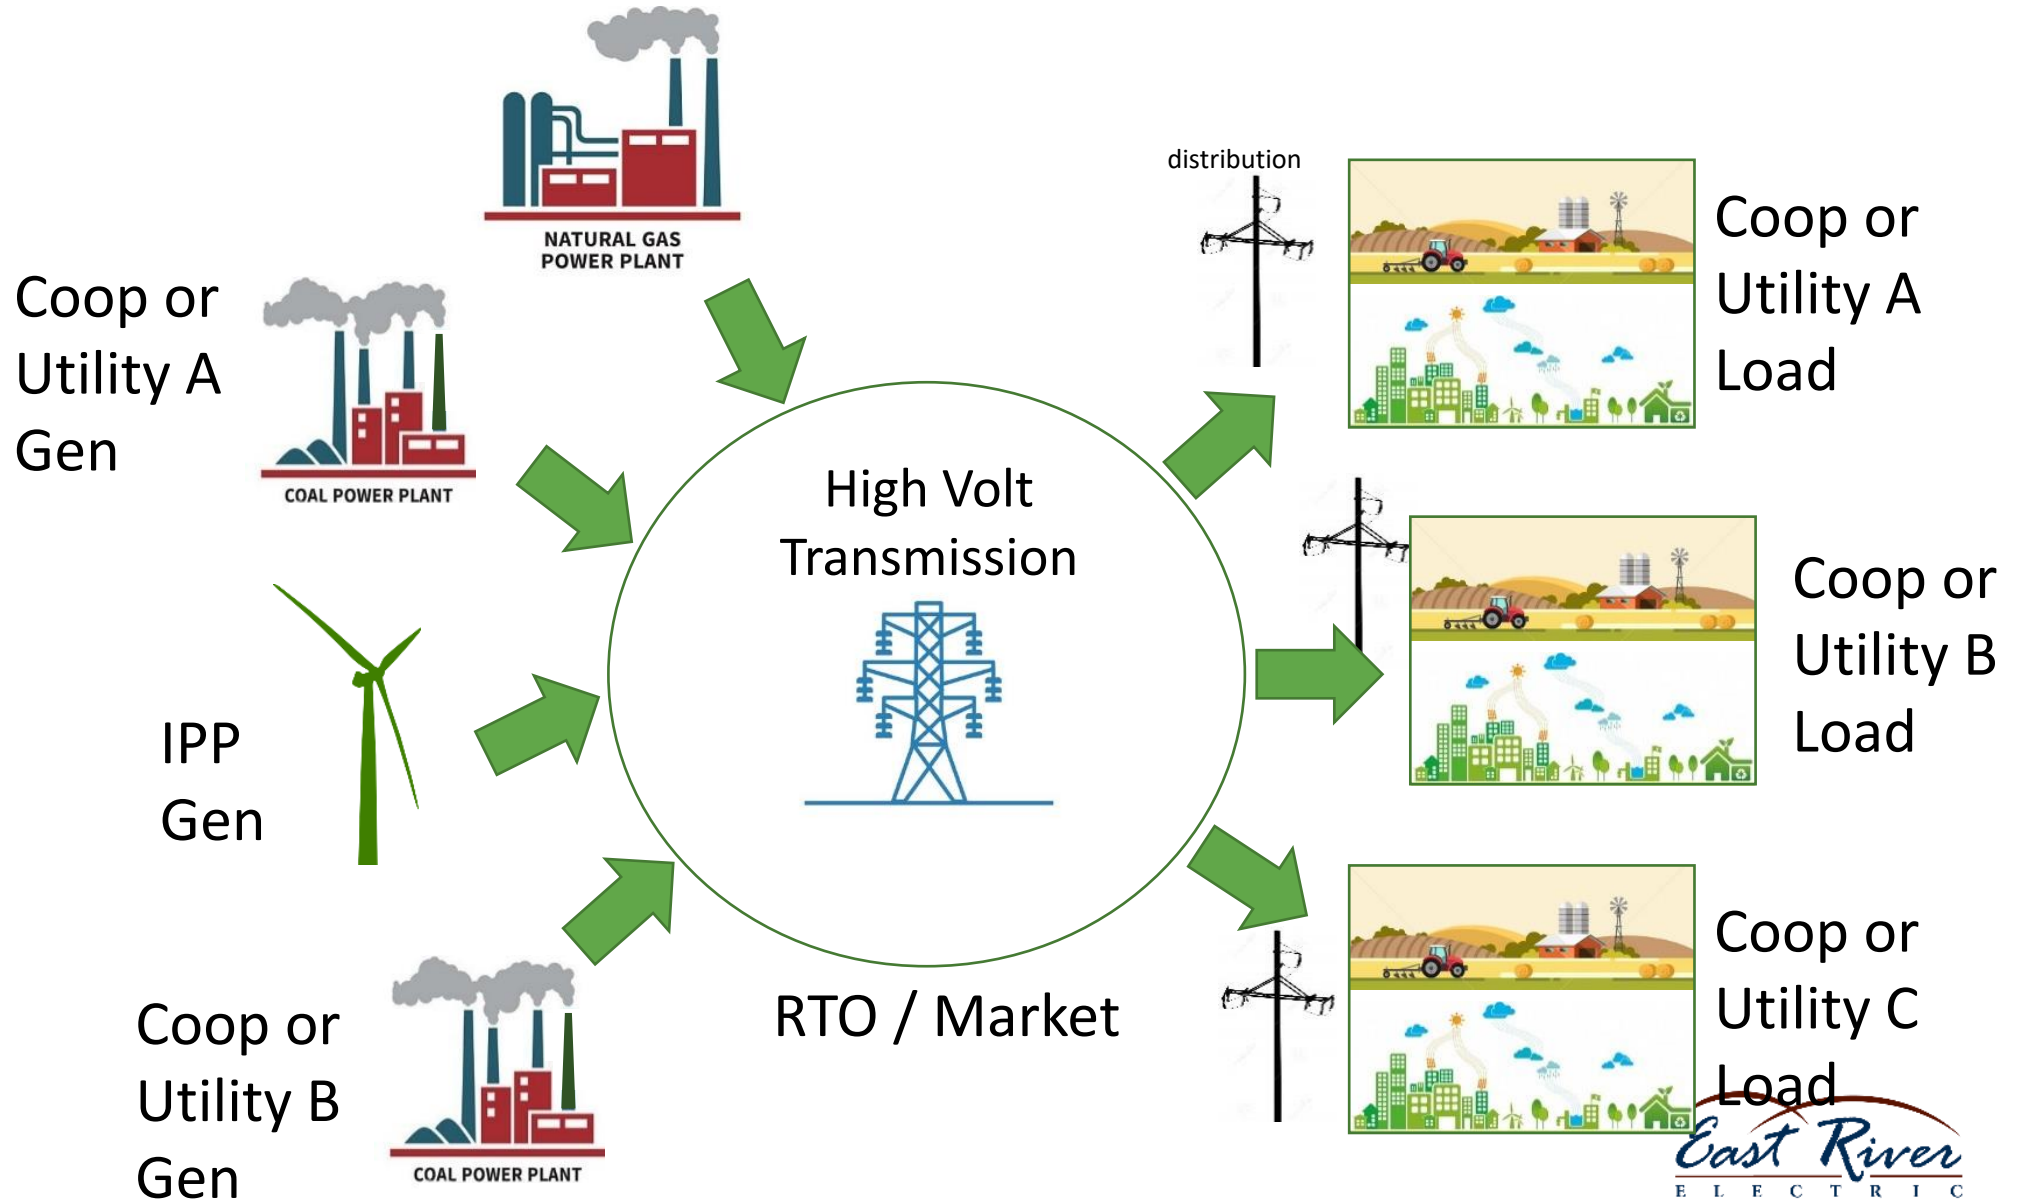 NATURAL GAS
POWER PLANT
Coop or
Utility A
Gen
COAL POWER PLANT
IPP
Gen
Coop or
Utility B
Gen
COAL POWER PLANT
High Volt
Transmission
RTO / Market
distribution
Coop or
Utility A
Load
Coop or
Utility B
Load
Coop or
Utility C
Load
East River
ELECTRIC